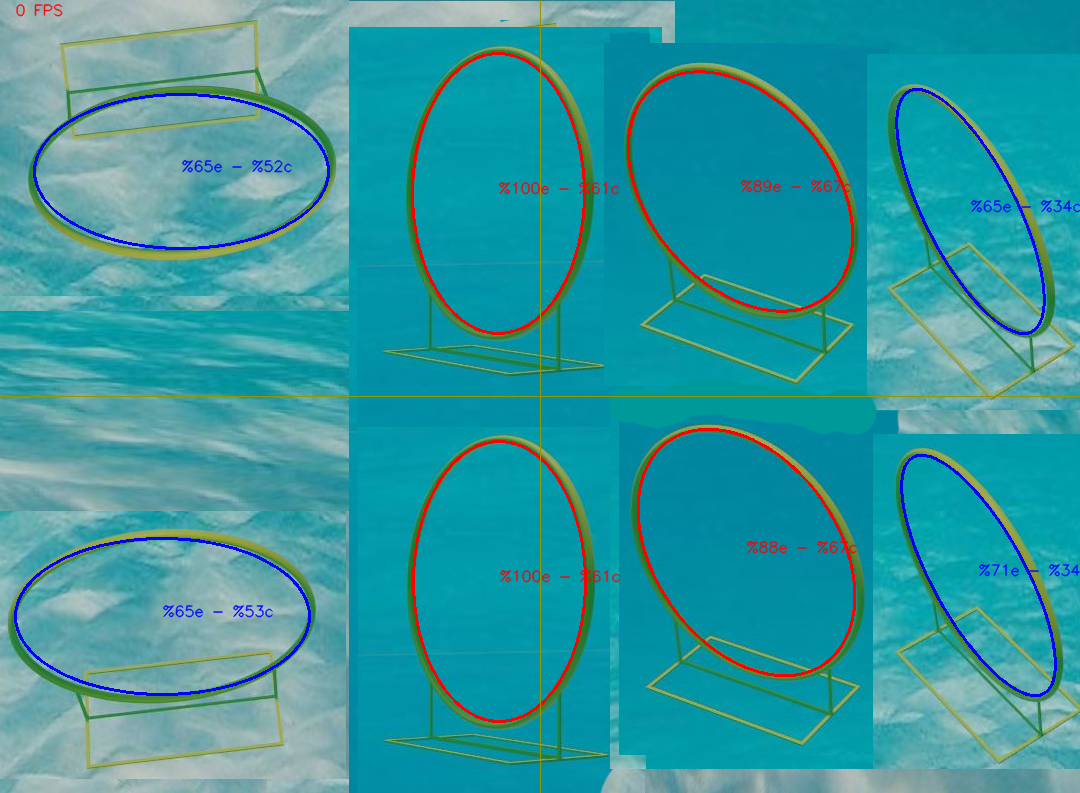 0 FPS
%65e - %52c
%100e - %61c
%89e - %67c
%65e - %34c
%65e - %53c
%100e - %61c
%88e - %67c
%71e - %34